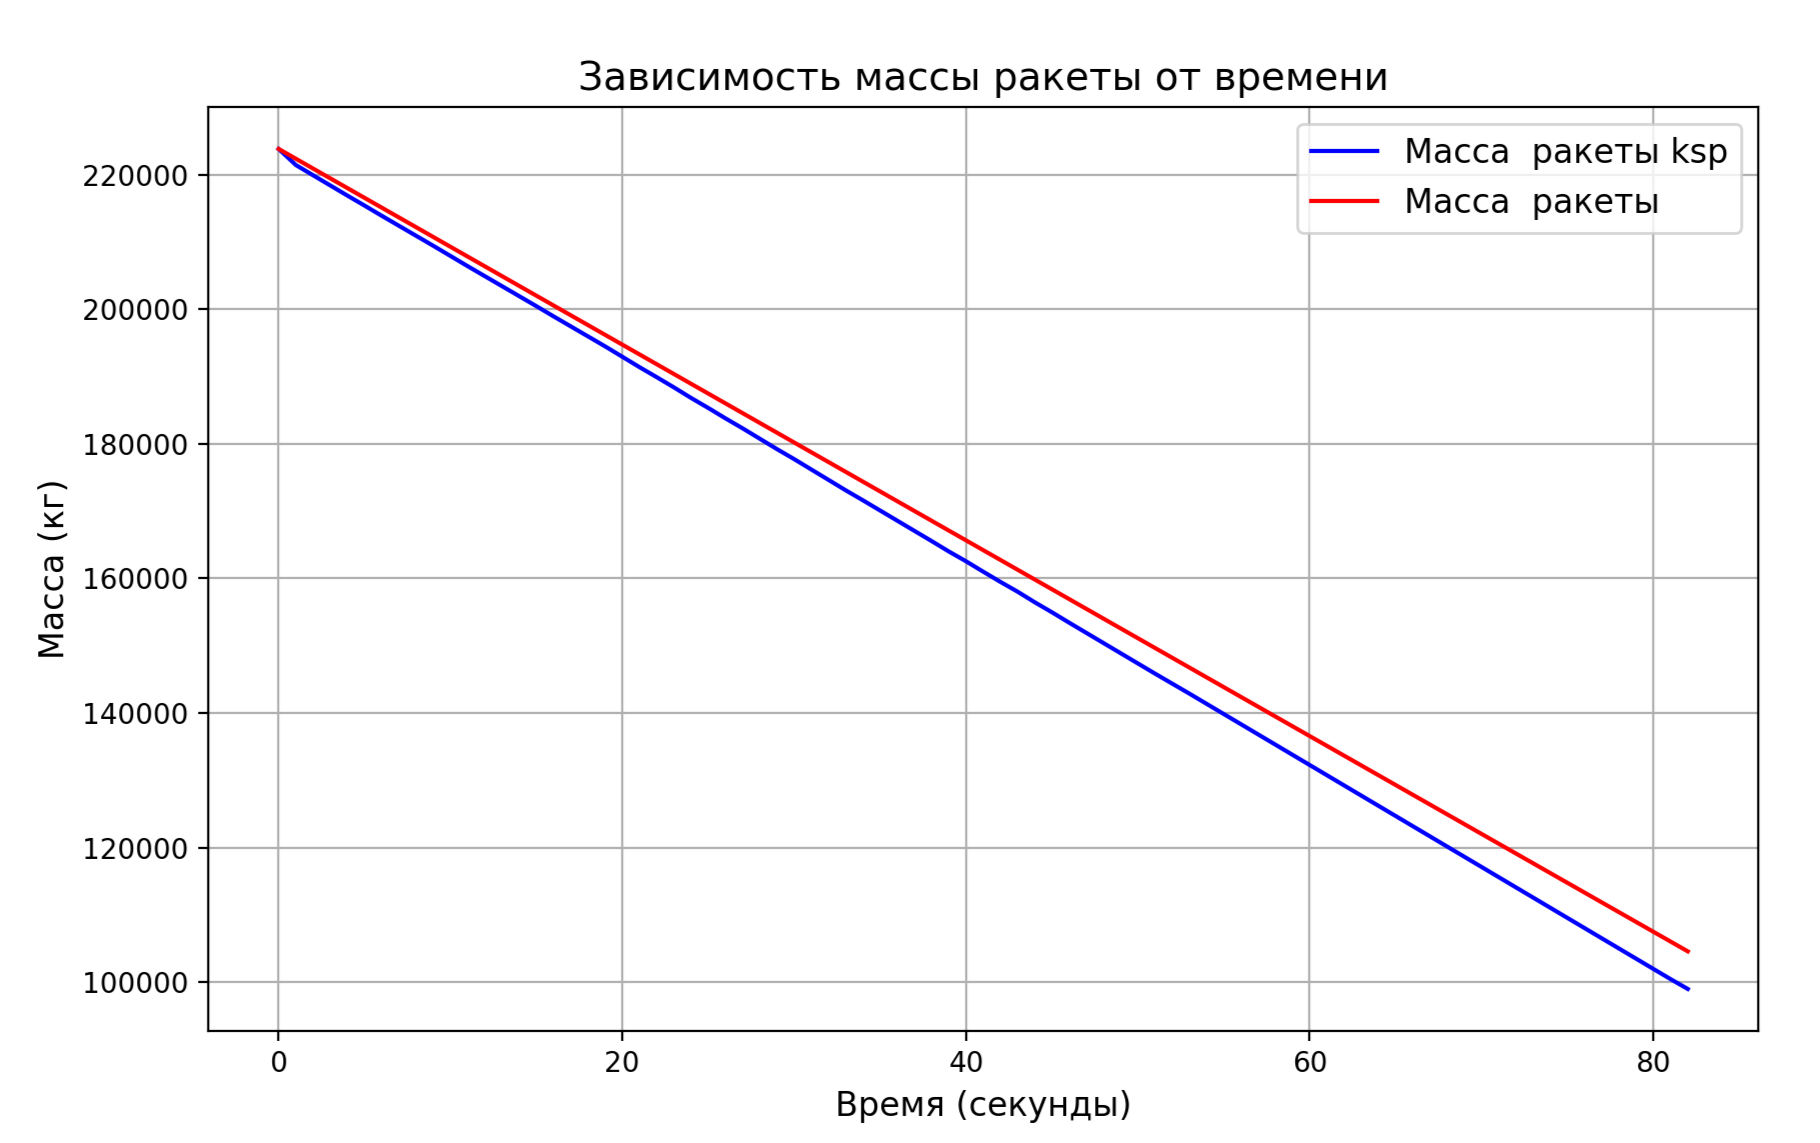 Зависимость массы ракеты от времени
Масса  ракеты ksp
Масса  ракеты
220000
200000
180000
160000
140000
120000
100000
Масса (кг)
0 20 40 60 80
Время (секунды)